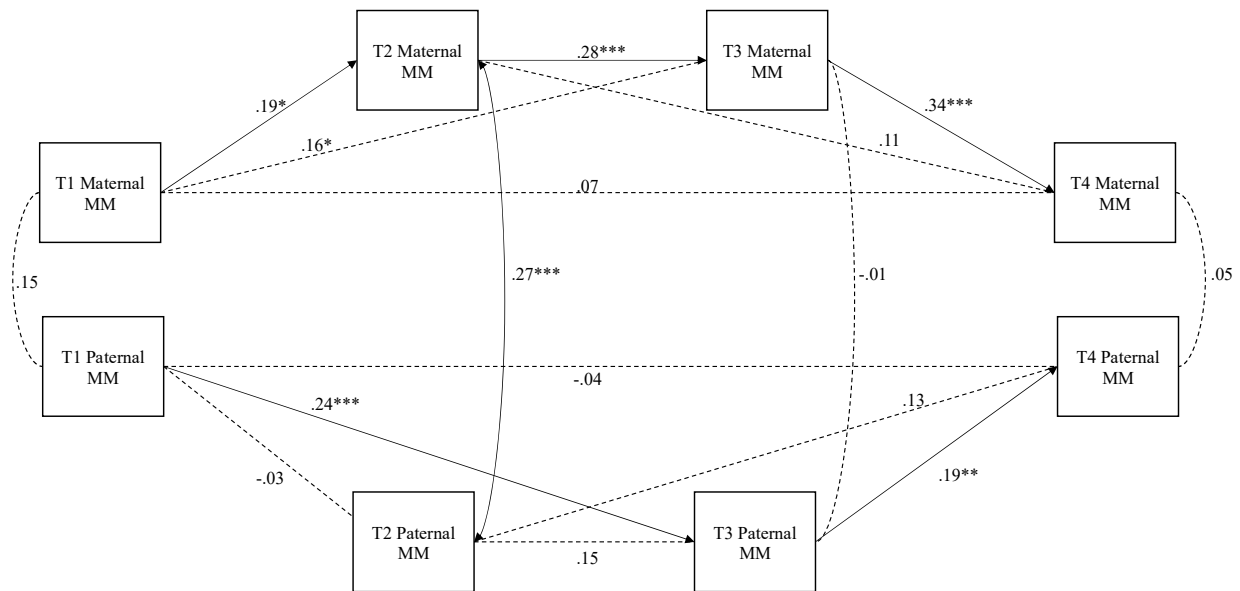 T2 Maternal
MM
.28***
T3 Maternal
MM
.19*
.34***
.16*
.11
T1 Maternal
MM
.07
T4 Maternal
MM
.15
.27***
-.01
.05
T1 Paternal
MM
-.04
T4 Paternal
MM
.24***
.13
-.03
.19**
T2 Paternal
MM
.15
T3 Paternal
MM